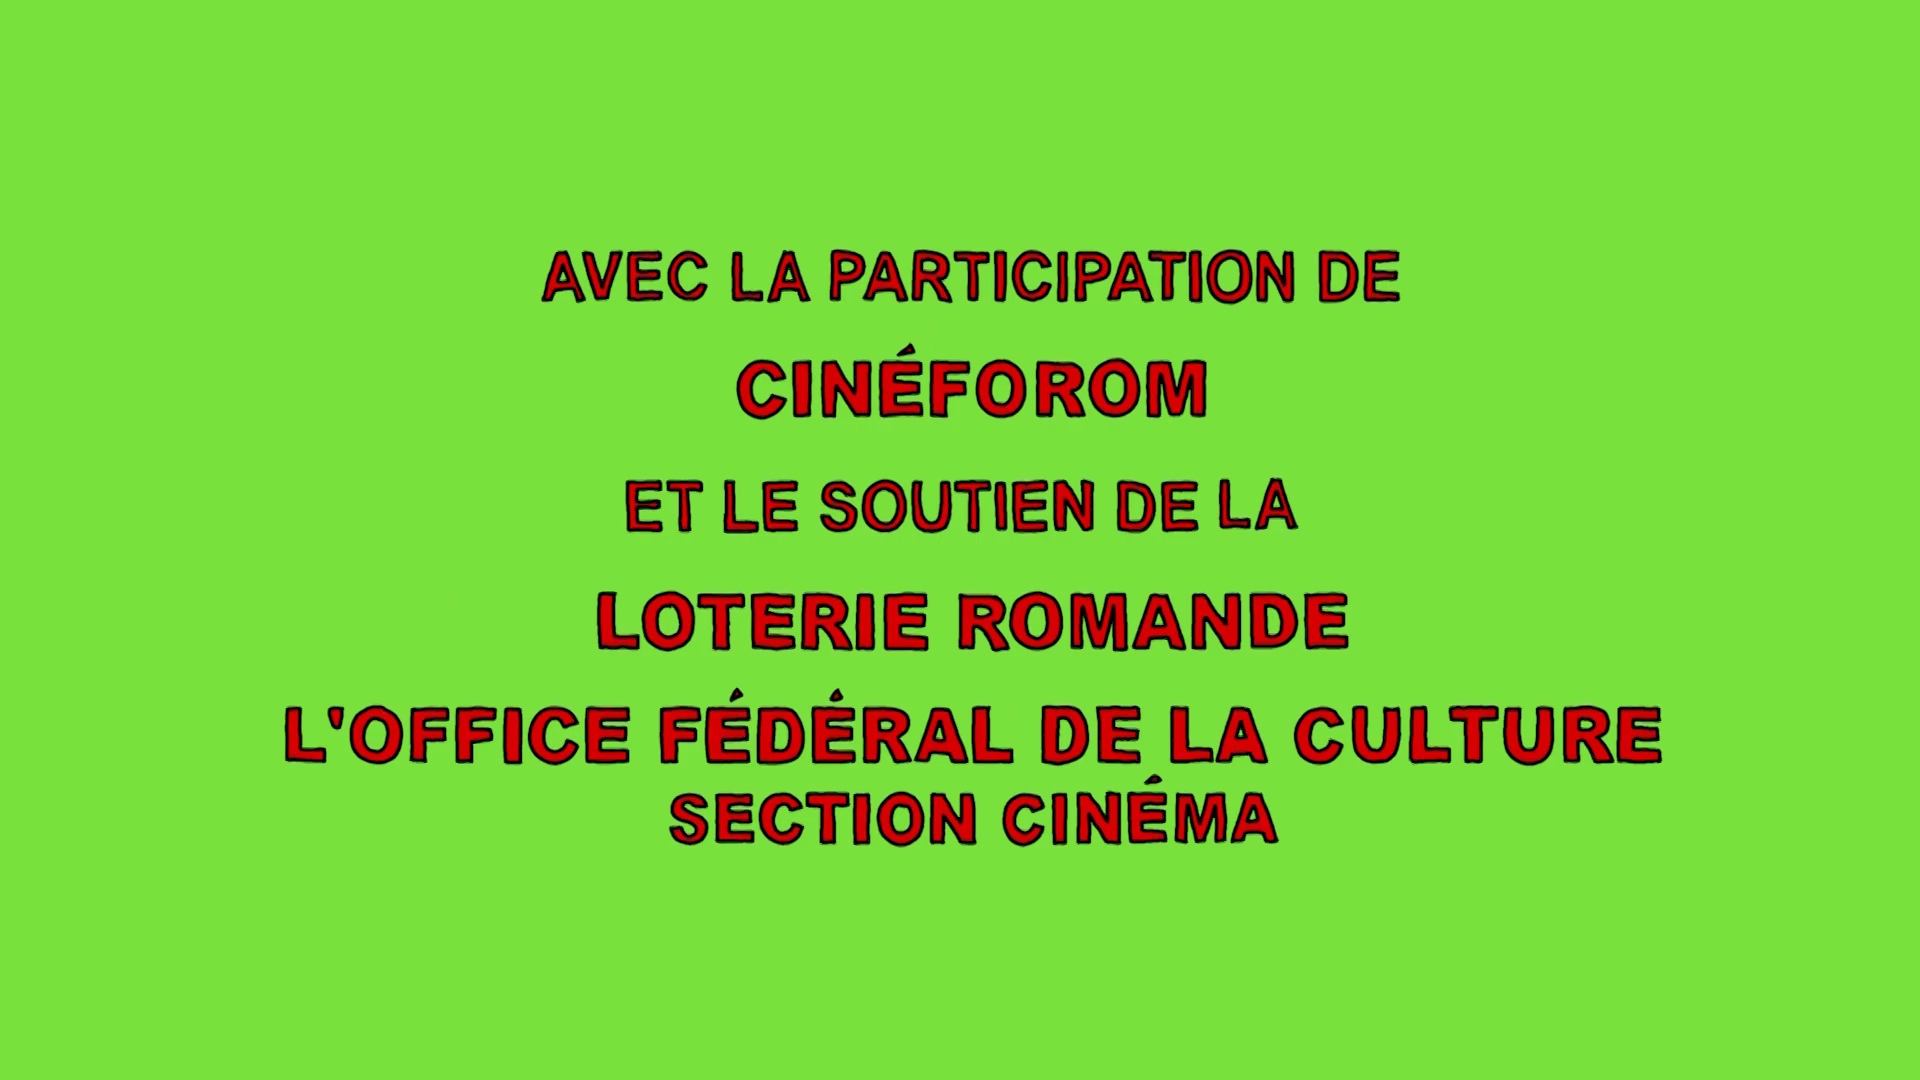 AVEC LA PARTICIPATION DE
CINÉFOROM
ET LE SOUTIEN DE LA
LOTERIE ROMANDE
L'OFFICE FÉDÉRAL DE LA CULTURE
SECTION CINÉMA